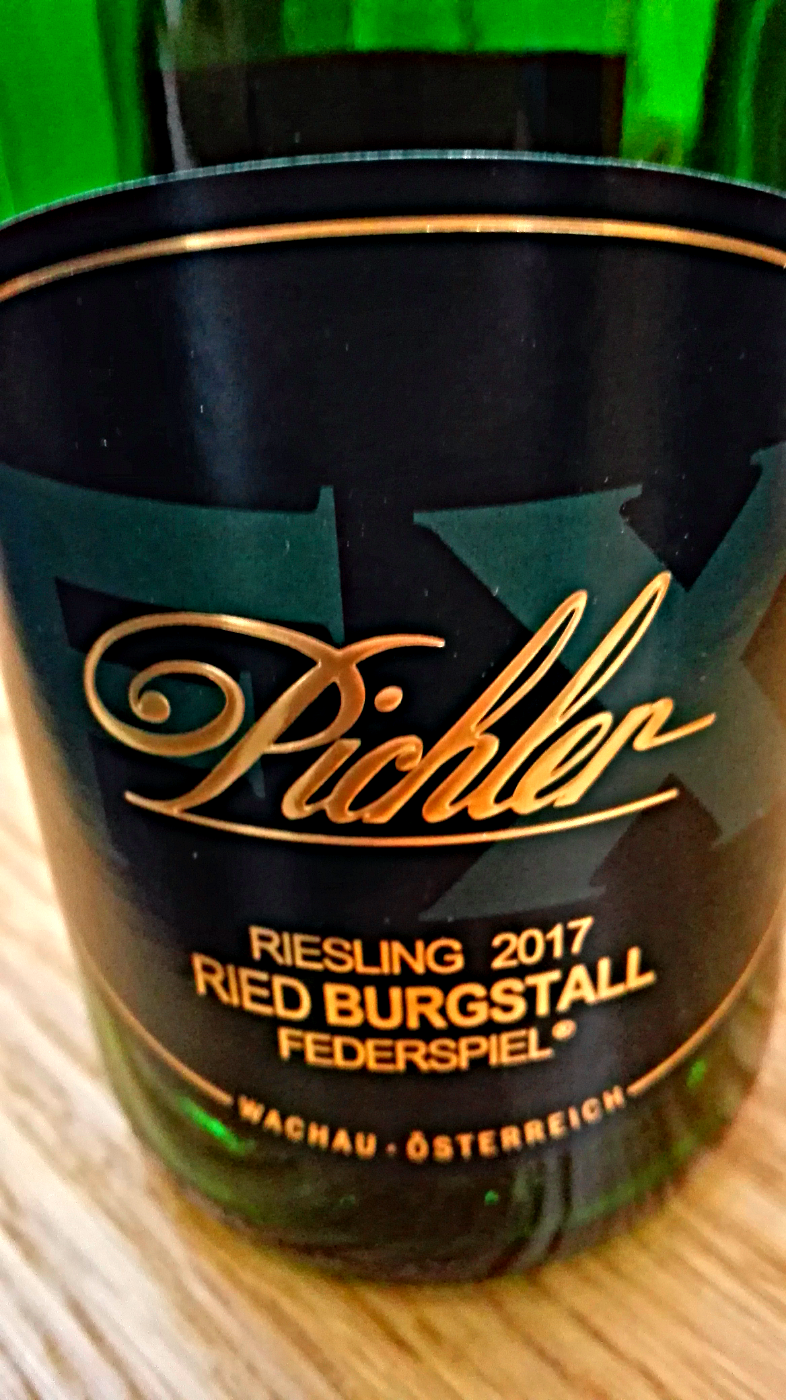 FX
Pichler
RIESLING 2017
RIED BURGSTALL
FEDERSPIEL®
WACHAU · ÖSTERREICH